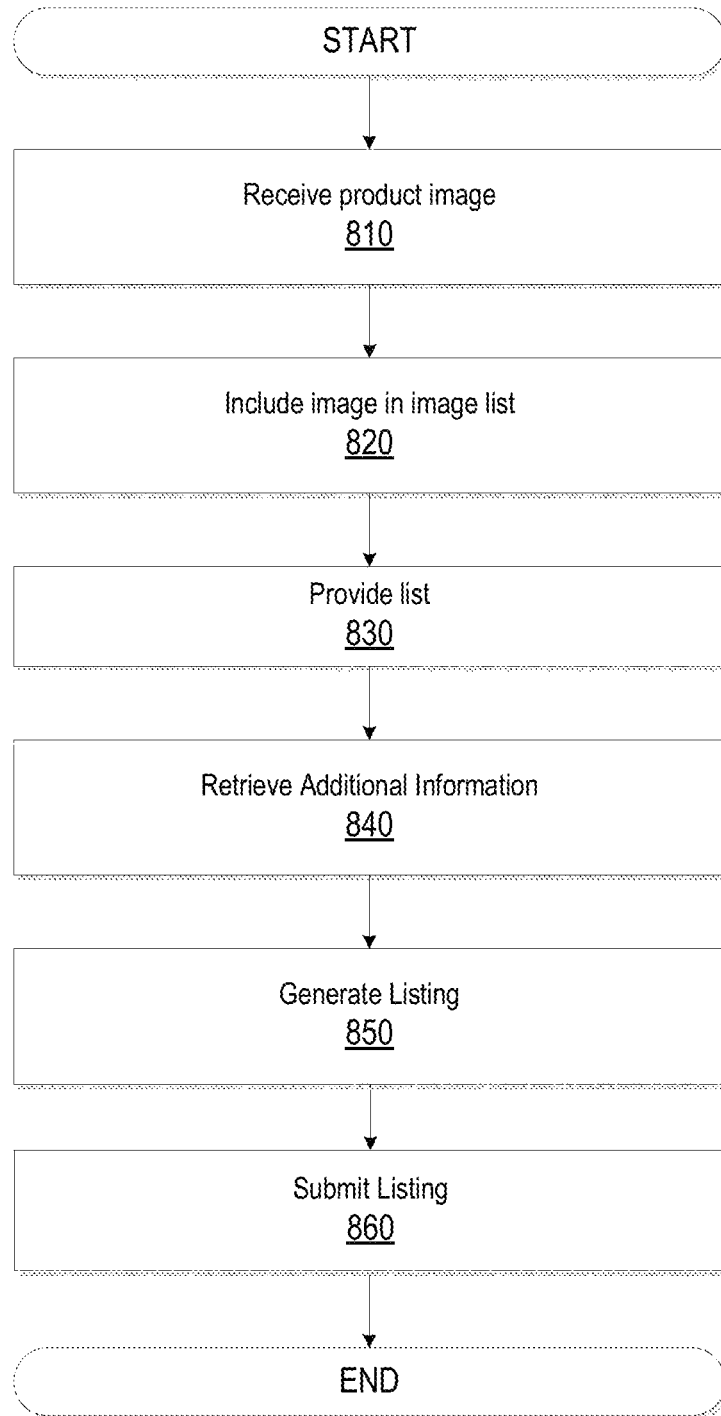 START
Receive product image
810
Include image in image list
820
Provide list
830
Retrieve Additional Information
840
Generate Listing
850
Submit Listing
860
END